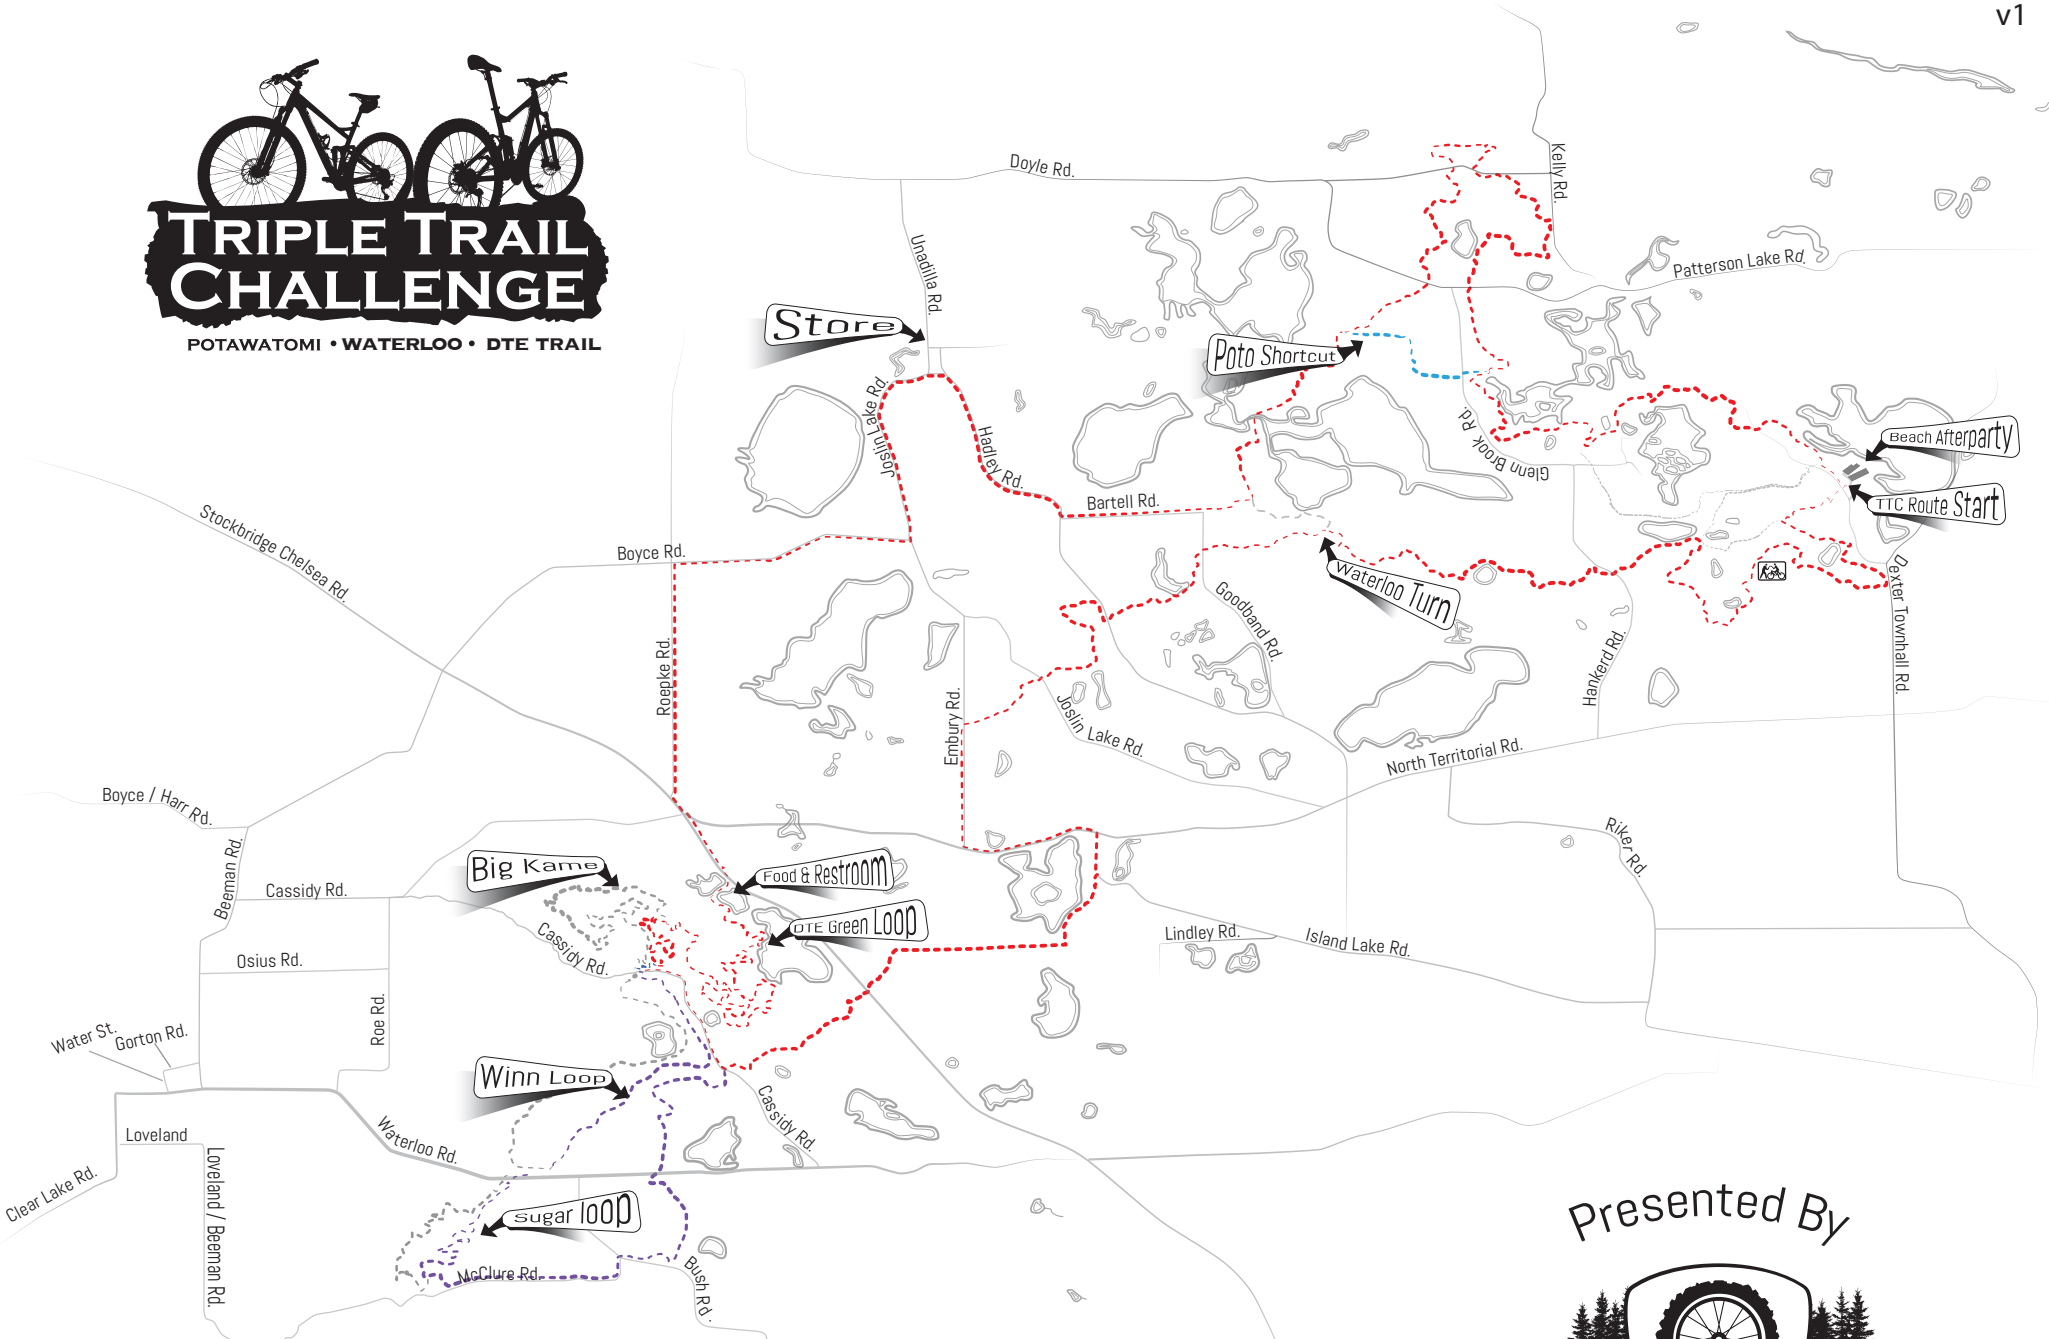 v1
TRIPLE TRAIL
CHALLENGE
POTAWATOMI • WATERLOO • DTE TRAIL
Doyle Rd.
Kelly Rd.
Patterson Lake Rd.
Unadilla Rd.
Store
Poto Shortcut
Joslin Lake Rd.
Hadley Rd.
Glenn Brook Rd.
Beach Afterparty
TTC Route Start
Bartell Rd.
Stockbridge Chelsea Rd.
Boyce Rd.
Waterloo Turn
Goodband Rd.
Dexter Townhall Rd.
Hankerd Rd.
Roepke Rd.
Embury Rd.
Joslin Lake Rd.
North Territorial Rd.
Boyce / Harr Rd.
Beeman Rd.
Riker Rd.
Big Kame
Food & Restroom
Cassidy Rd.
DTE Green Loop
Cassidy Rd.
Lindley Rd.
Island Lake Rd.
Osius Rd.
Roe Rd.
Water St.
Gorton Rd.
Winn Loop
Cassidy Rd.
Loveland
Waterloo Rd.
Clear Lake Rd.
Loveland / Beeman Rd.
Sugar loop
McClure Rd.
Bush Rd.
Presented By